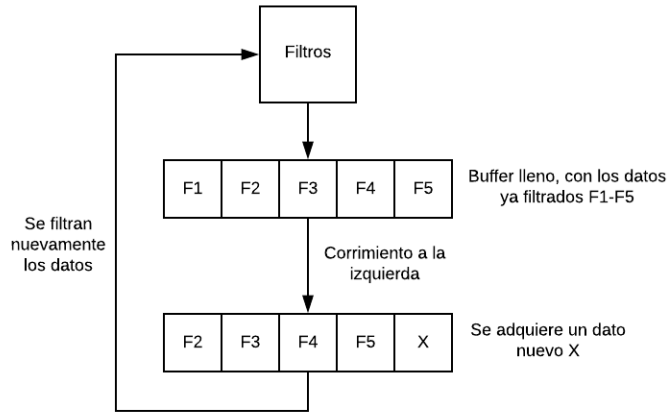 Filtros
F1 F2 F3 F4 F5
Buffer lleno, con los datos
ya filtrados F1-F5
Se filtran
nuevamente
los datos
Corrimiento a la
izquierda
F2 F3 F4 F5 X
Se adquiere un dato
nuevo X